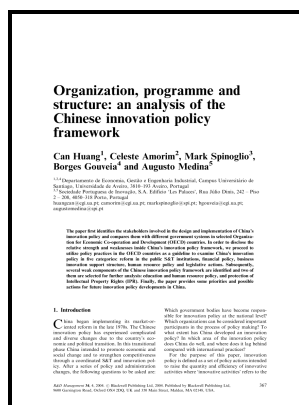 Organization, programme and
structure: an analysis of the
Chinese innovation policy
framework
Can Huang1, Celeste Amorim2, Mark Spinoglio3,
Borges Gouveia4 and Augusto Medina5
1,2,4 Departamento de Economia, Gestão e Engenharia Industrial, Campus Universitário de
Santiago, Universidade de Aveiro, 3810-193 Aveiro, Portugal
3,5 Sociedade Portuguesa de Inovação, S.A. Edifício 'Les Palaces', Rua Júlio Dinis, 242 - Piso
2 - 208, 4050-318 Porto, Portugal
The paper first identifies the stakeholders involved in the design and implementation of China's
innovation policy and compares them with different government systems in selected Organization
for Economic Co-operation and Development (OECD) countries. In order to disclose the
relative strength and weaknesses inside China's innovation policy framework, we proceed to
utilize policy practices in the OECD countries as a guideline to examine China's innovation
policy in five categories: reform in the public S&T institutions, financial policy, business
innovation support structure, human resource policy and legislative actions. Subsequently,
several weak components of the Chinese innovation policy framework are identified and two of
them are selected for further analysis: education and human resource policy, and protection of
Intellectual Property Rights (IPR). Finally, the paper provides some priorities and possible
actions for future innovation policy developments in China.
1. Introduction
China began implementing its market-oriented
reform in the late 1970s. The Chinese
innovation policy has experienced complicated
and diverse changes due to the country's economic
and political transition. In this transitional
phase China intended to promote economic and
social change and to strengthen competitiveness
through a coordinated S&T and innovation policy.
After a series of policy and administration
changes, the following questions to be asked are:
Which government bodies have become responsible
for innovation policy at the national level?
Which organizations can be considered important
participants in the process of policy making? To
what extent has China developed an innovation
policy? In which area of the innovation policy
does China do well, and where does it lag behind
compared with international practices?
For the purpose of this paper, innovation
policy is defined as a set of policy actions intended
to raise the quantity and efficiency of innovation
activities where 'innovative activities' refers to the
R&D Management 34, 4, 2004. © Blackwell Publishing Ltd, 2004. Published by Blackwell Publishing Ltd,
9600 Garsington Road, Oxford OX4 2DQ, UK and 350 Main Street, Malden, MA 02148, USA.
367